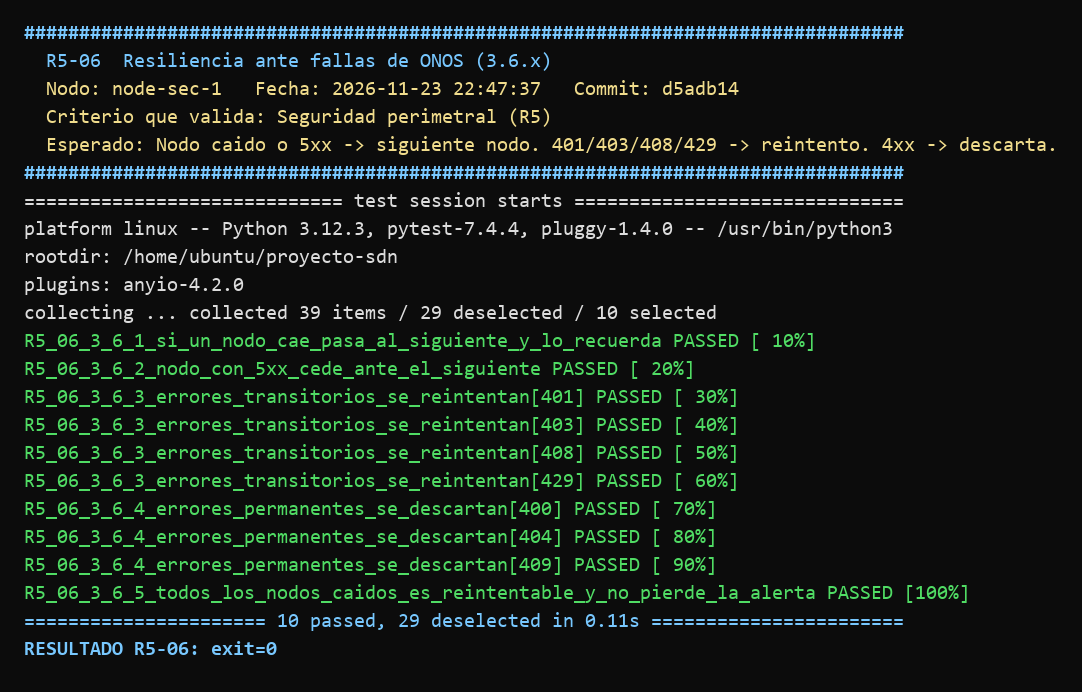 ################################################################################
R5-06  Resiliencia ante fallas de ONOS (3.6.x)
Nodo: node-sec-1   Fecha: 2026-11-23 22:47:37   Commit: d5adb14
Criterio que valida: Seguridad perimetral (R5)
Esperado: Nodo caido o 5xx -> siguiente nodo. 401/403/408/429 -> reintento. 4xx -> descarta.
################################################################################
============================= test session starts ==============================
platform linux -- Python 3.12.3, pytest-7.4.4, pluggy-1.4.0 -- /usr/bin/python3
rootdir: /home/ubuntu/proyecto-sdn
plugins: anyio-4.2.0
collecting ... collected 39 items / 29 deselected / 10 selected
R5_06_3_6_1_si_un_nodo_cae_pasa_al_siguiente_y_lo_recuerda PASSED [ 10%]
R5_06_3_6_2_nodo_con_5xx_cede_ante_el_siguiente PASSED [ 20%]
R5_06_3_6_3_errores_transitorios_se_reintentan[401] PASSED [ 30%]
R5_06_3_6_3_errores_transitorios_se_reintentan[403] PASSED [ 40%]
R5_06_3_6_3_errores_transitorios_se_reintentan[408] PASSED [ 50%]
R5_06_3_6_3_errores_transitorios_se_reintentan[429] PASSED [ 60%]
R5_06_3_6_4_errores_permanentes_se_descartan[400] PASSED [ 70%]
R5_06_3_6_4_errores_permanentes_se_descartan[404] PASSED [ 80%]
R5_06_3_6_4_errores_permanentes_se_descartan[409] PASSED [ 90%]
R5_06_3_6_5_todos_los_nodos_caidos_es_reintentable_y_no_pierde_la_alerta PASSED [100%]
====================== 10 passed, 29 deselected in 0.11s =======================
RESULTADO R5-06: exit=0